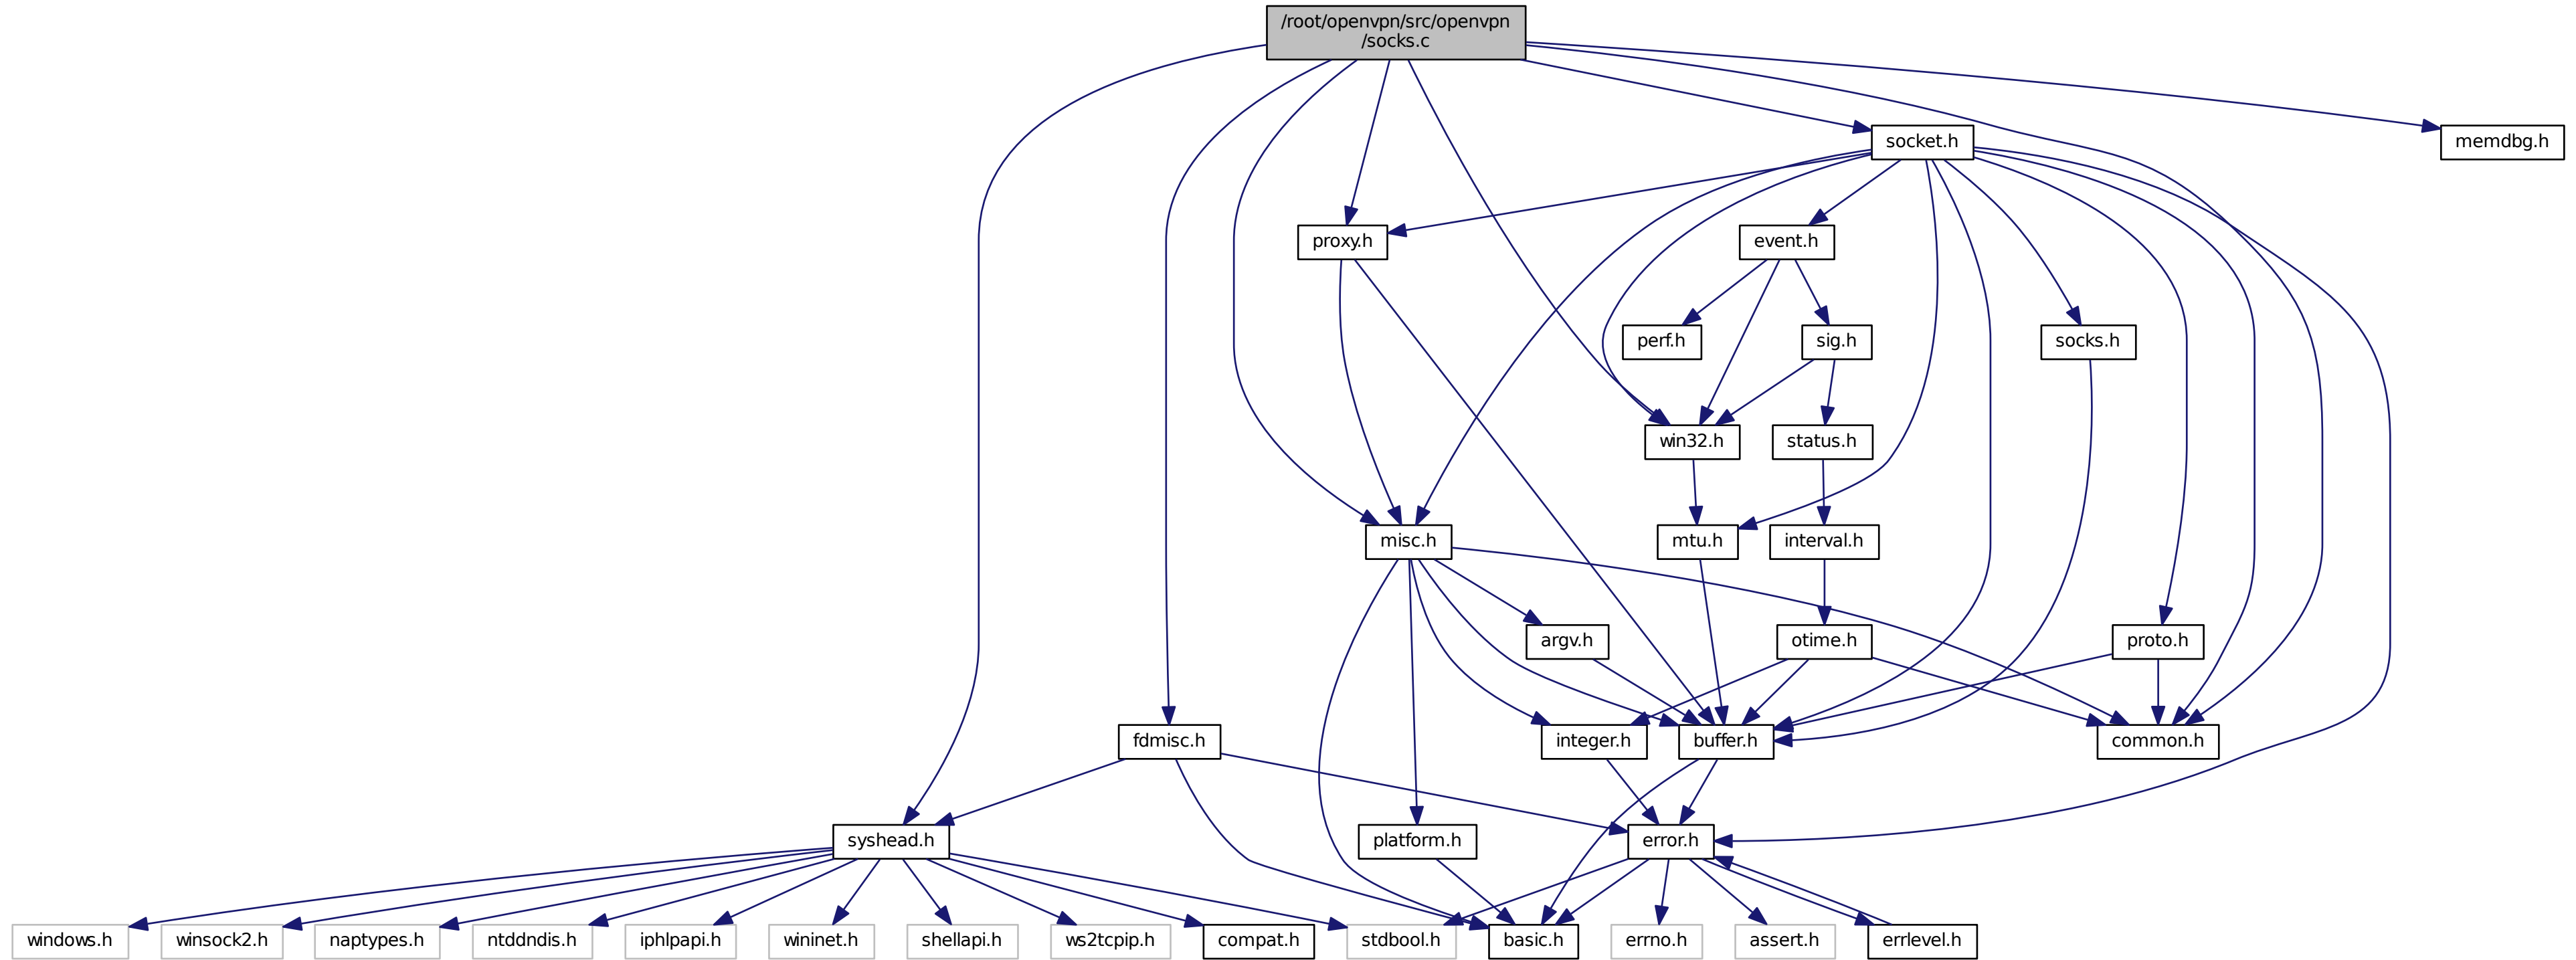 /root/openvpn/src/openvpn
/socks.c
socket.h
memdbg.h
proxy.h
event.h
perf.h
sig.h
socks.h
win32.h
status.h
misc.h
mtu.h
interval.h
argv.h
otime.h
proto.h
fdmisc.h
integer.h
buffer.h
common.h
syshead.h
platform.h
error.h
windows.h
winsock2.h
naptypes.h
ntddndis.h
iphlpapi.h
wininet.h
shellapi.h
ws2tcpip.h
compat.h
stdbool.h
basic.h
errno.h
assert.h
errlevel.h